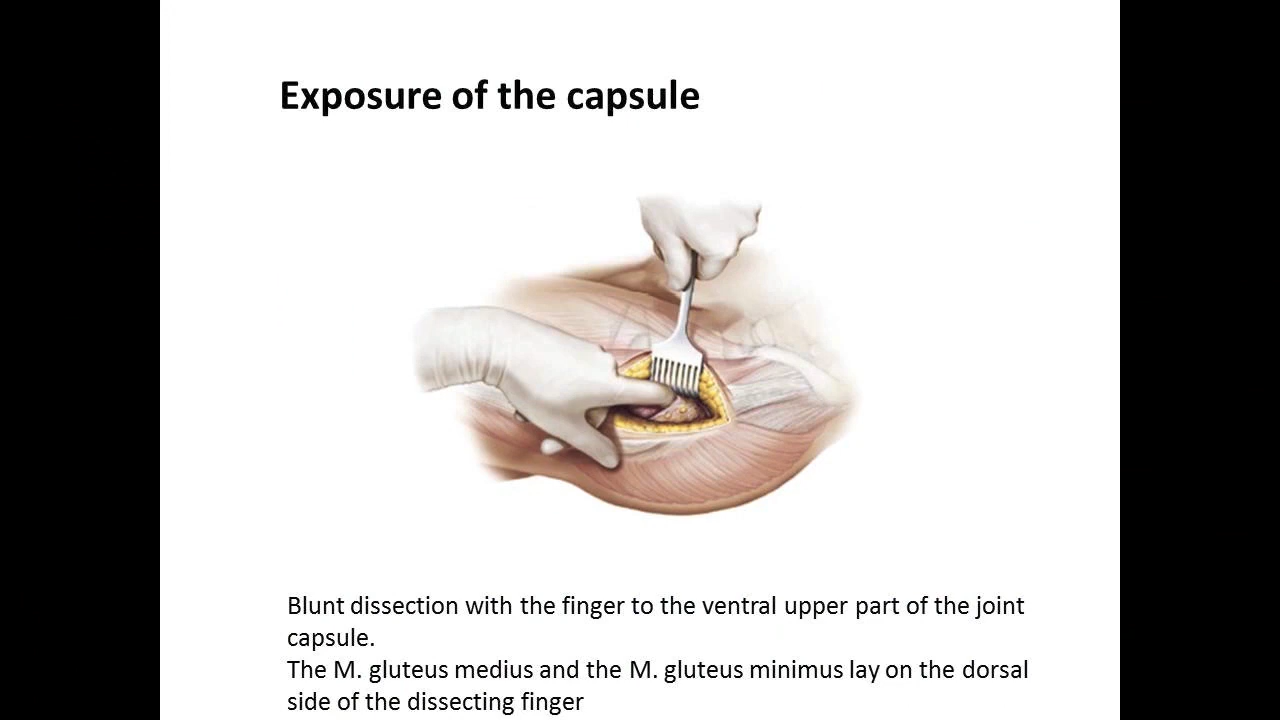 Exposure of the capsule
Blunt dissection with the finger to the ventral upper part of the joint
capsule.
The M. gluteus medius and the M. gluteus minimus lay on the dorsal
side of the dissecting finger